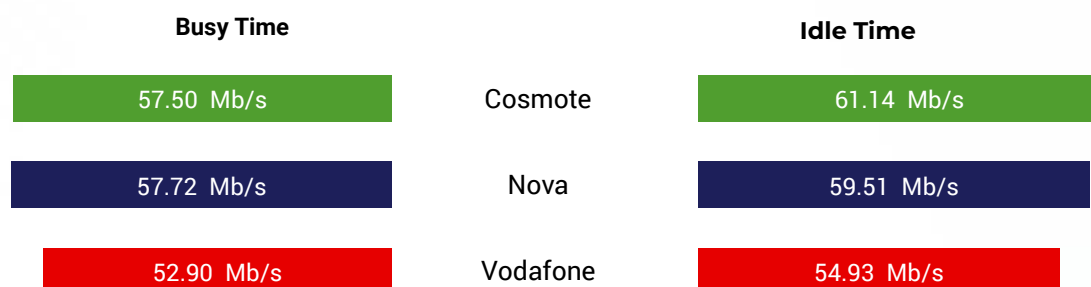 Busy Time Idle Time
57.50 Mb/s Cosmote 61.14 Mb/s
57.72 Mb/s Nova 59.51 Mb/s
52.90 Mb/s Vodafone 54.93 Mb/s